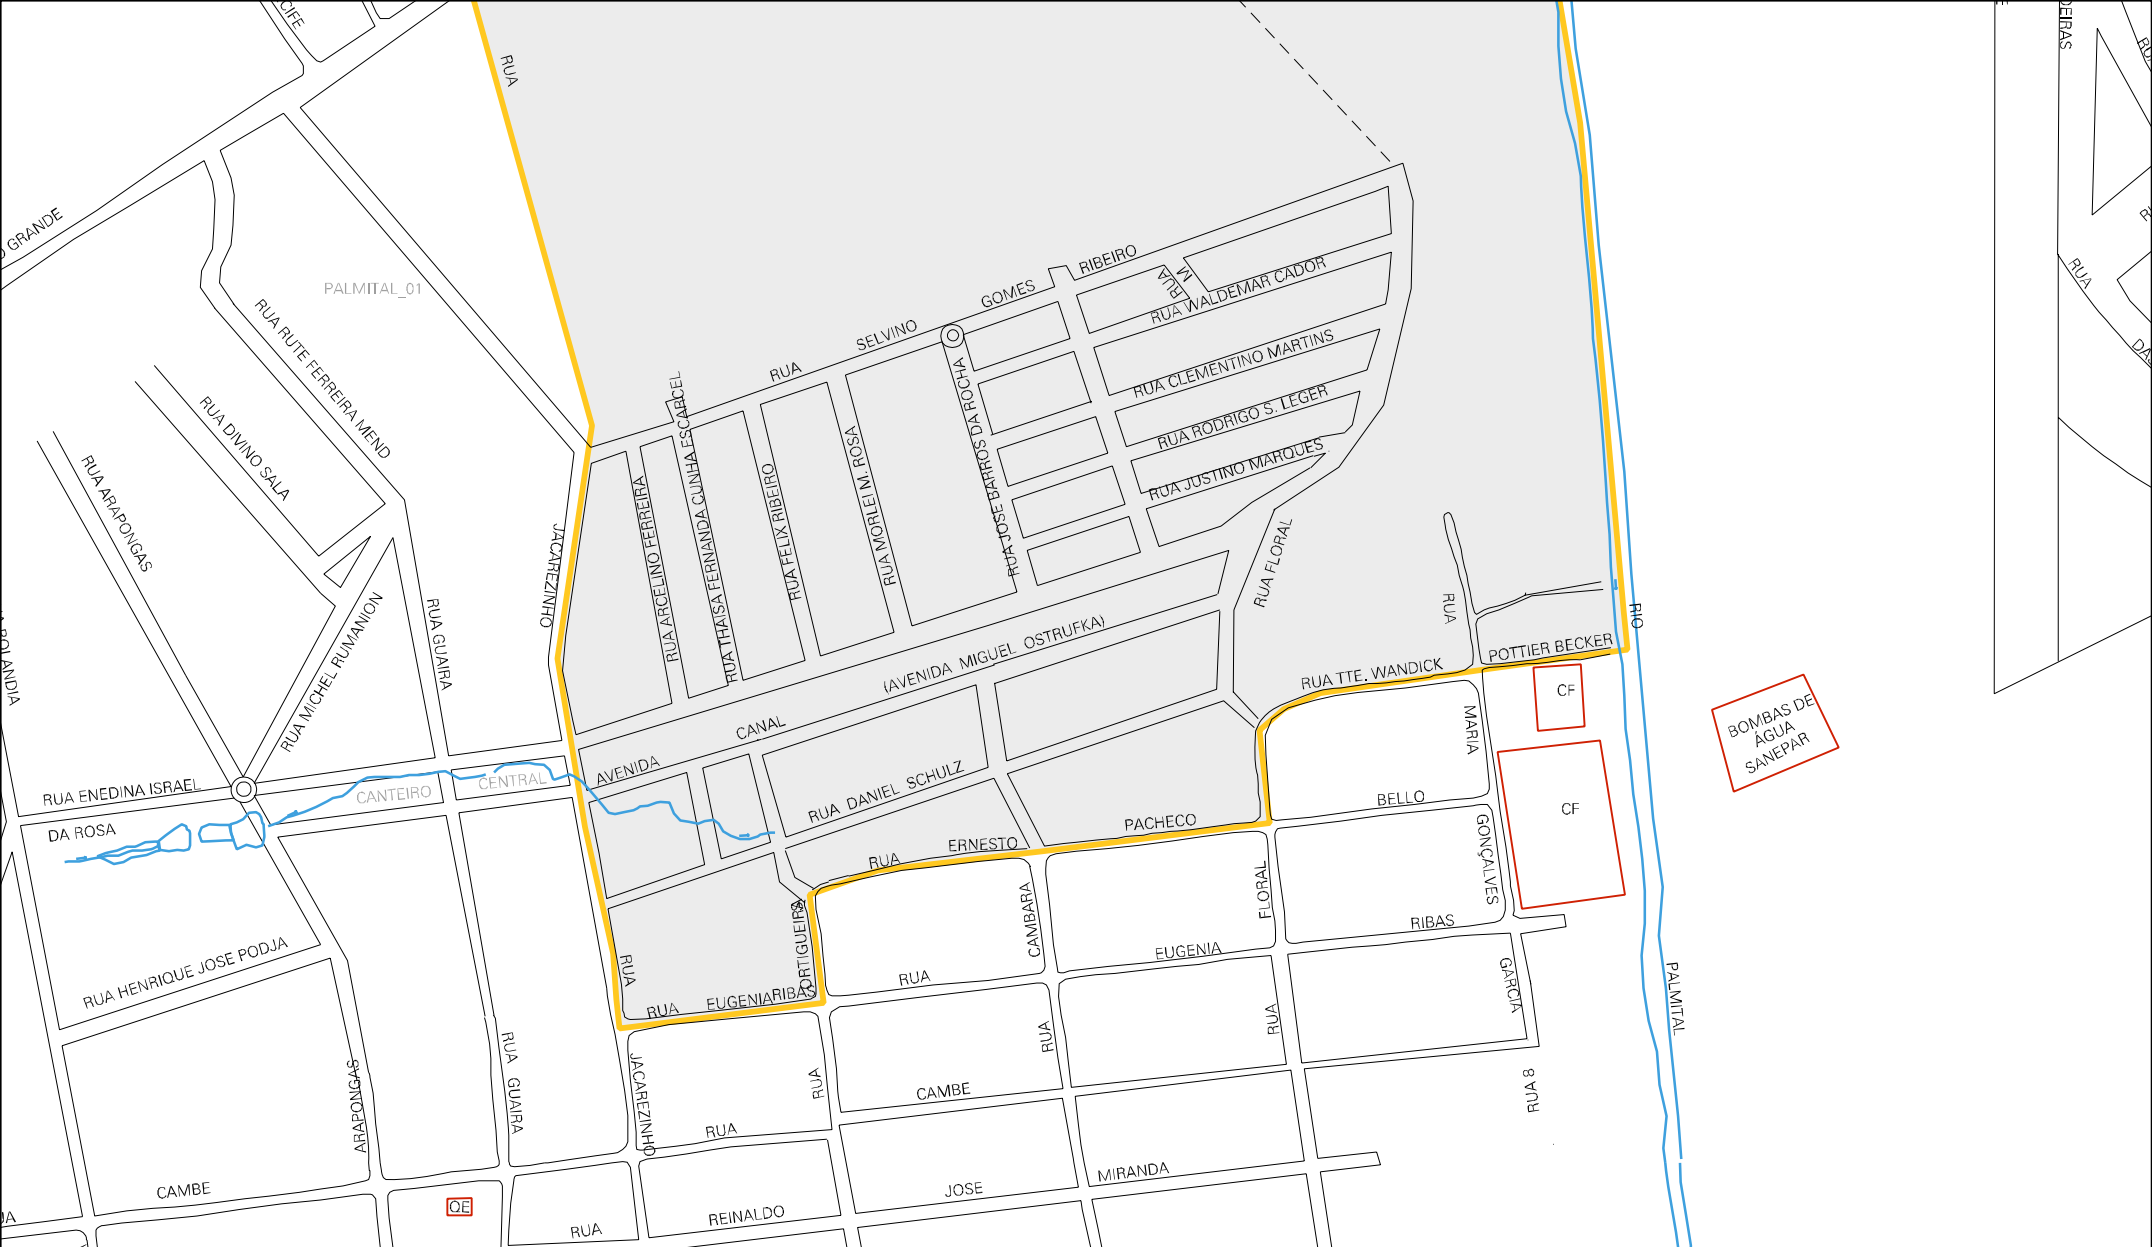 CIFE
RUA
EIRAS
GRANDE
PALMITAL_01
RUA RUTE FERREIRA MEND
RUA DIVINO SALA
RUA ARAPONGAS
RUA MICHEL RUMANION
RUA GUAIRA
JACAREZINHO
RUA
SELVINO
GOMES
RIBEIRO
RUA M
RUA WALDEMAR CADOR
RUA CLEMENTINO MARTINS
RUA RODRIGO S. LEGER
RUA JUSTINO MARQUES
RUA ARCELINO FERREIRA
RUA THAISA FERNANDA CUNHA ESCARCEL
RUA FELIX RIBEIRO
RUA MORLEI M. ROSA
RUA JOSE BARROS DA ROCHA
RUA FLORAL
RUA
RIO
RUA
DAS
ROLANDIA
AVENIDA
CANAL
(AVENIDA MIGUEL OSTRUFKA)
RUA TTE. WANDICK
POTTIER BECKER
CF
BOMBAS DE
ÁGUA
SANEPAR
MARIA
RUA ENEDINA ISRAEL
DA ROSA
CANTEIRO
CENTRAL
RUA DANIEL SCHULZ
RUA
ERNESTO
PACHECO
BELLO
CF
GONÇALVES
FLORAL
CAMBARA
ORTIGUEIRA
RUA HENRIQUE JOSE PODJA
RUA
RUA
EUGENIA
RIBAS
RUA
EUGENIA
RIBAS
GARCIA
PALMITAL
ARAPONGAS
RUA GUAIRA
JACAREZINHO
RUA
RUA
RUA
RUA 8
RUA
CAMBE
CAMBE
QE
RUA
REINALDO
JOSE
MIRANDA